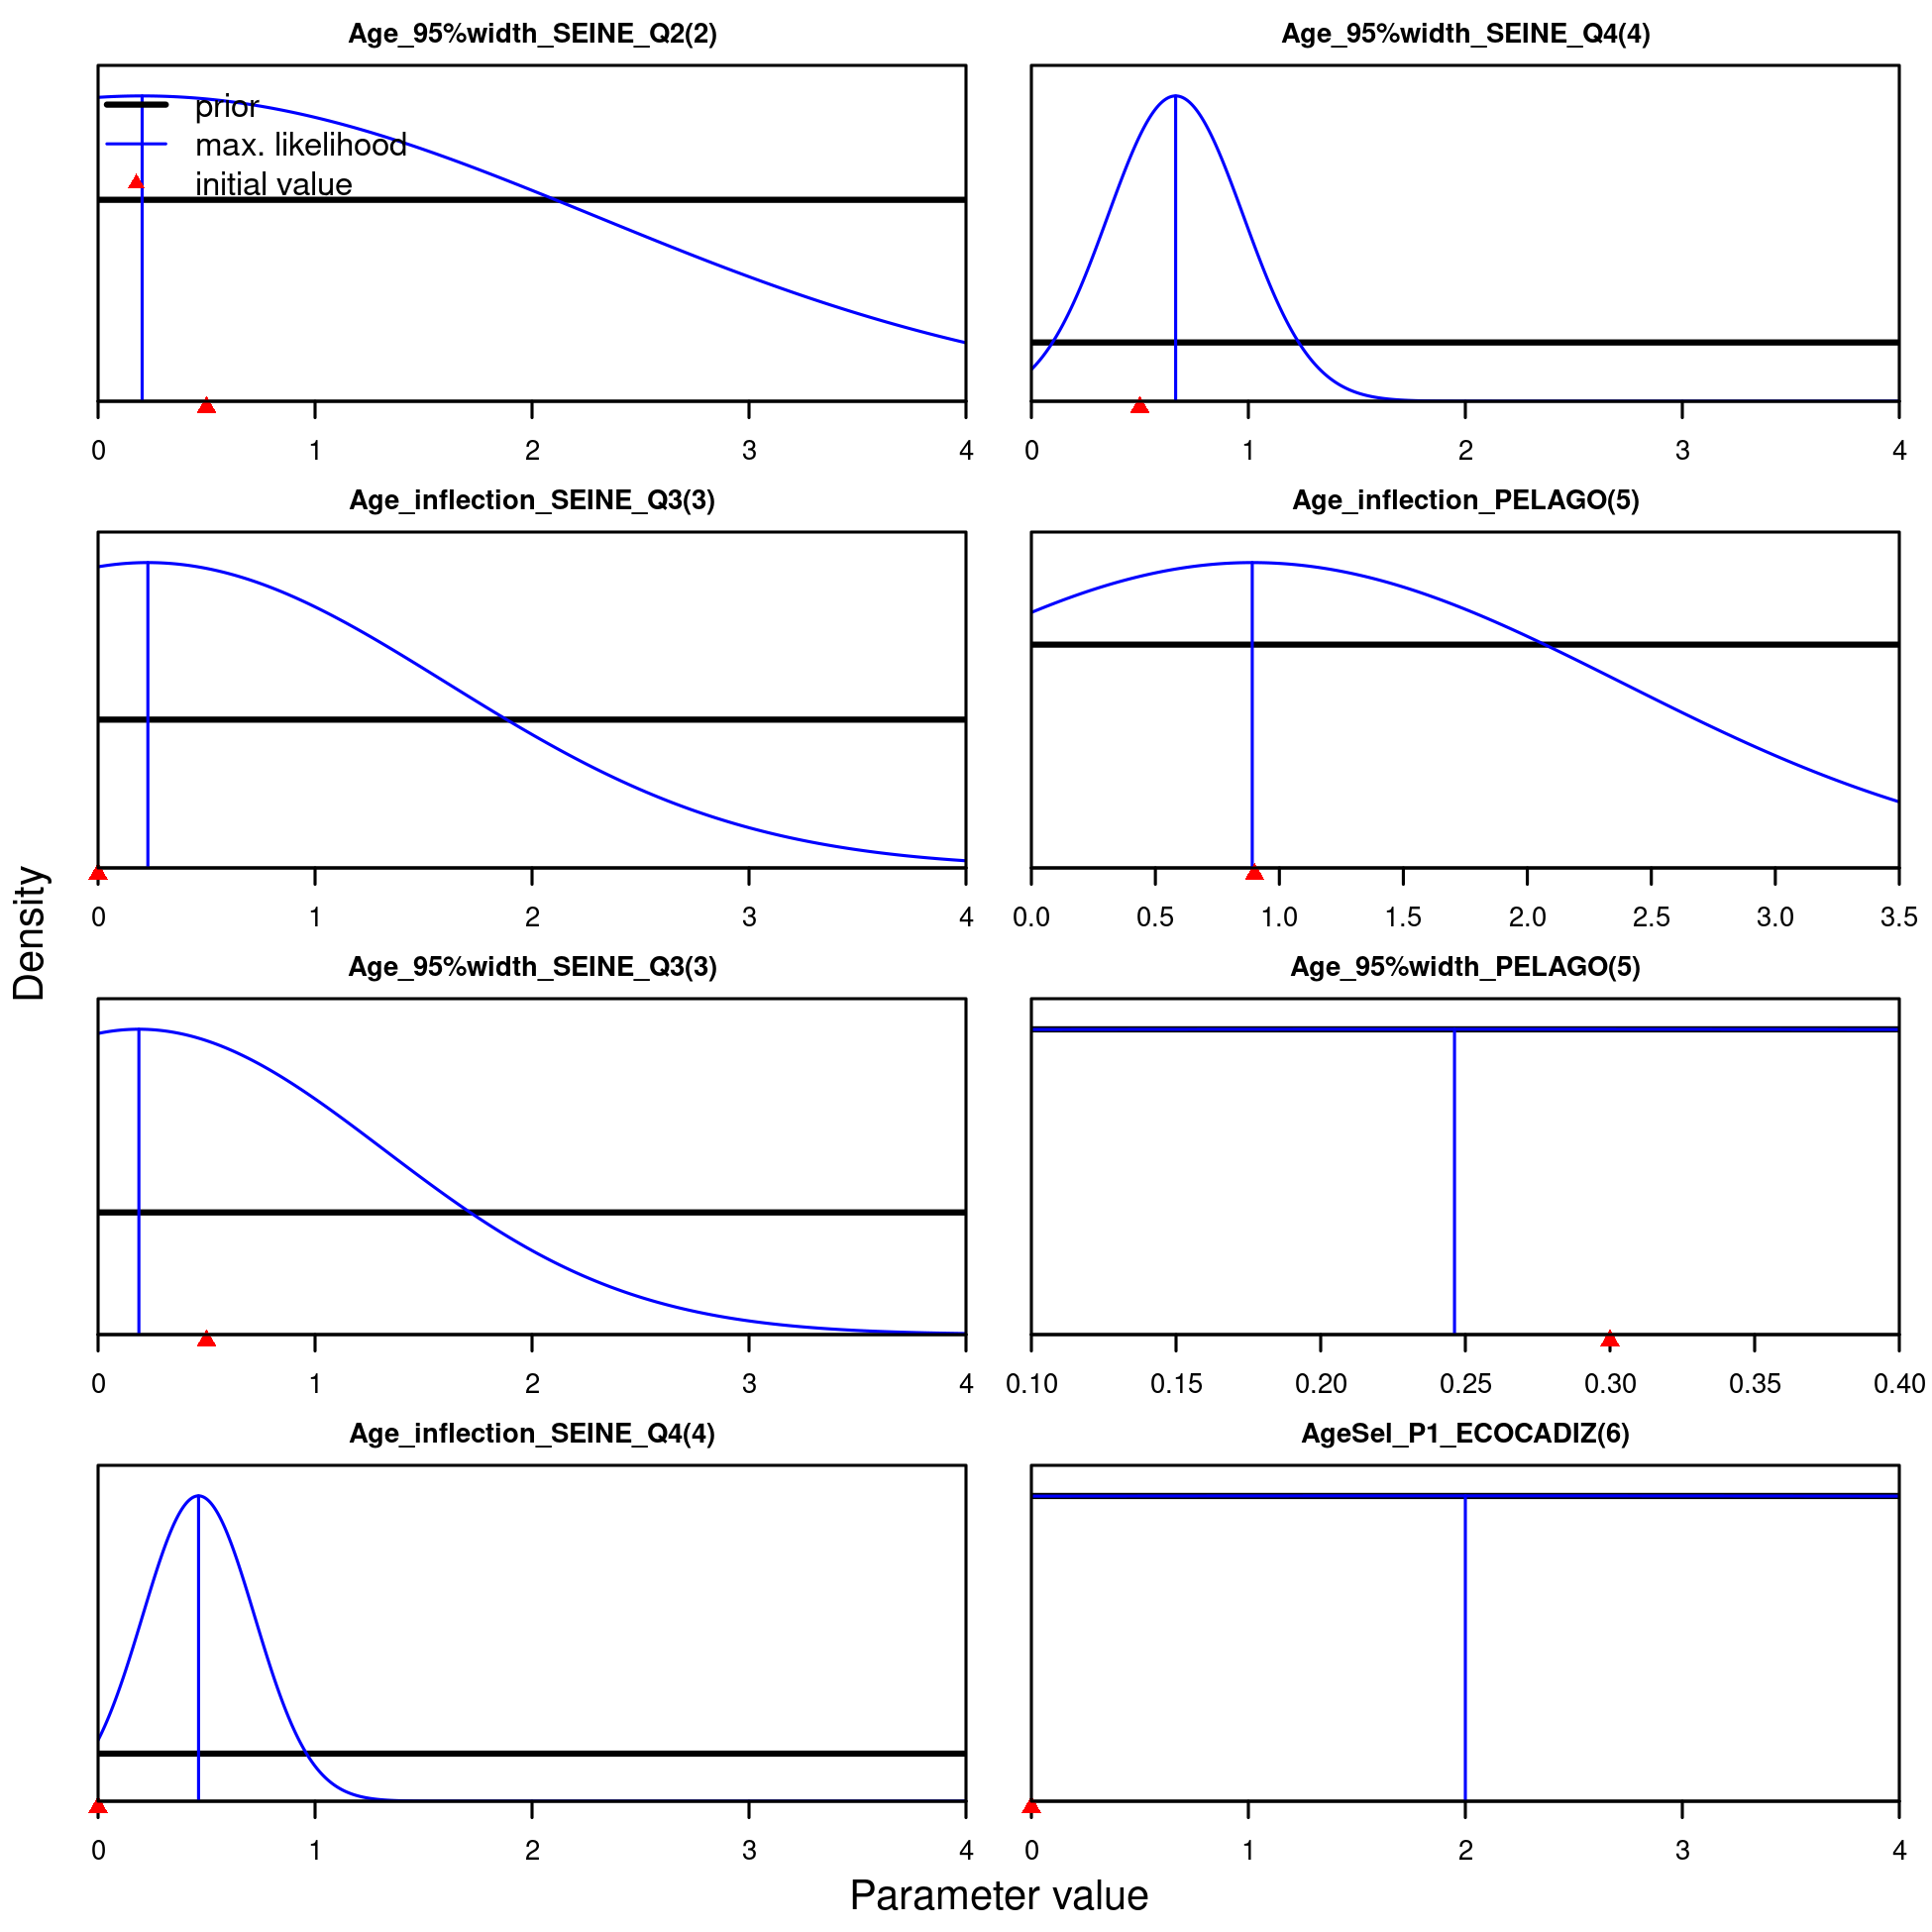 Age_95%width_SEINE_Q2(2)
prior
max. likelihood
initial value
0 1 2 3 4
Age_95%width_SEINE_Q4(4)
0 1 2 3 4
Age_inflection_SEINE_Q3(3)
0 1 2 3 4
Age_inflection_PELAGO(5)
0.0 0.5 1.0 1.5 2.0 2.5 3.0 3.5
Age_95%width_SEINE_Q3(3)
0 1 2 3 4
Age_95%width_PELAGO(5)
0.10 0.15 0.20 0.25 0.30 0.35 0.40
Age_inflection_SEINE_Q4(4)
0 1 2 3 4
AgeSel_P1_ECOCADIZ(6)
0 1 2 3 4
Density
Parameter value